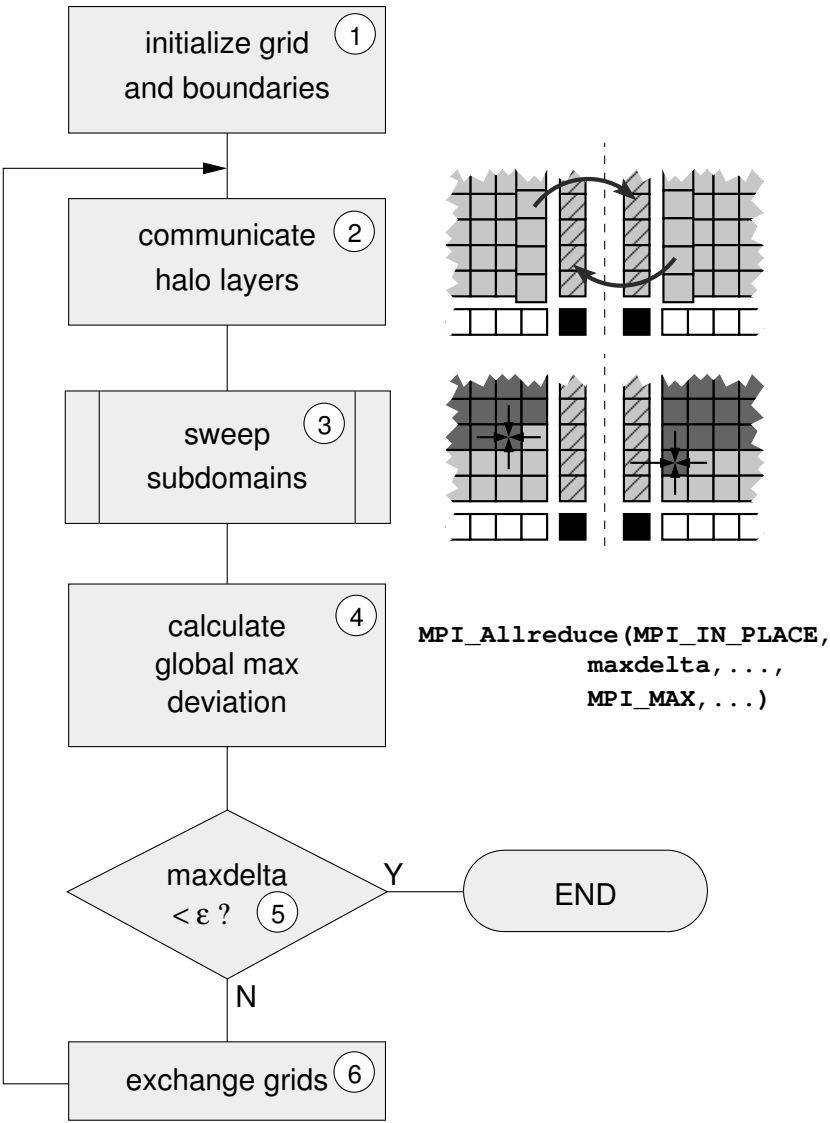 initialize grid
and boundaries
1
communicate
halo layers
2
sweep
subdomains
3
calculate
global max
deviation
4
MPI_Allreduce(MPI_IN_PLACE,
maxdelta,...,
MPI_MAX,...)
maxdelta
< ε ?
5
Y
END
N
exchange grids
6